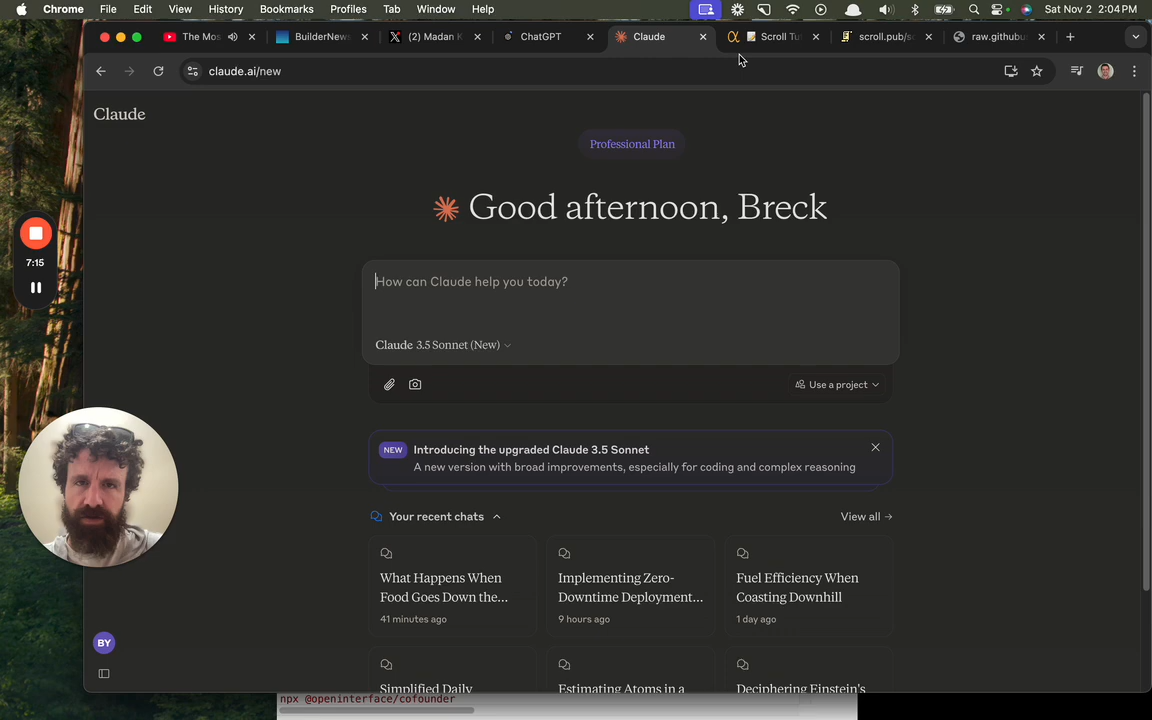 Chrome File Edit View History Bookmarks Profiles Tab Window Help Sat Nov 2 2:04 PM
The Mos BuilderNews (2) Madan ChatGPT Claude Scroll Tu scroll.pub/s raw.githubu
claude.ai/new
Claude
Professional Plan
Good afternoon, Breck
7:15
How can Claude help you today?
Claude 3.5 Sonnet (New)
Use a project
NEW Introducing the upgraded Claude 3.5 Sonnet
A new version with broad improvements, especially for coding and complex reasoning
Your recent chats View all →
What Happens When
Food Goes Down the...
41 minutes ago
Implementing Zero-
Downtime Deployment...
9 hours ago
Fuel Efficiency When
Coasting Downhill
1 day ago
BY
Simplified Daily
Estimating Atoms in a
Deciphering Einstein's
npx @openinterface/cofounder